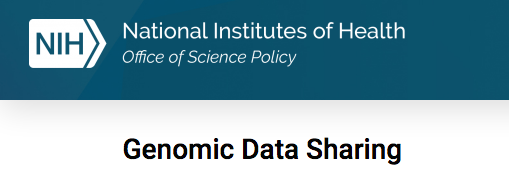 NIH
National Institutes of Health
Office of Science Policy
Genomic Data Sharing